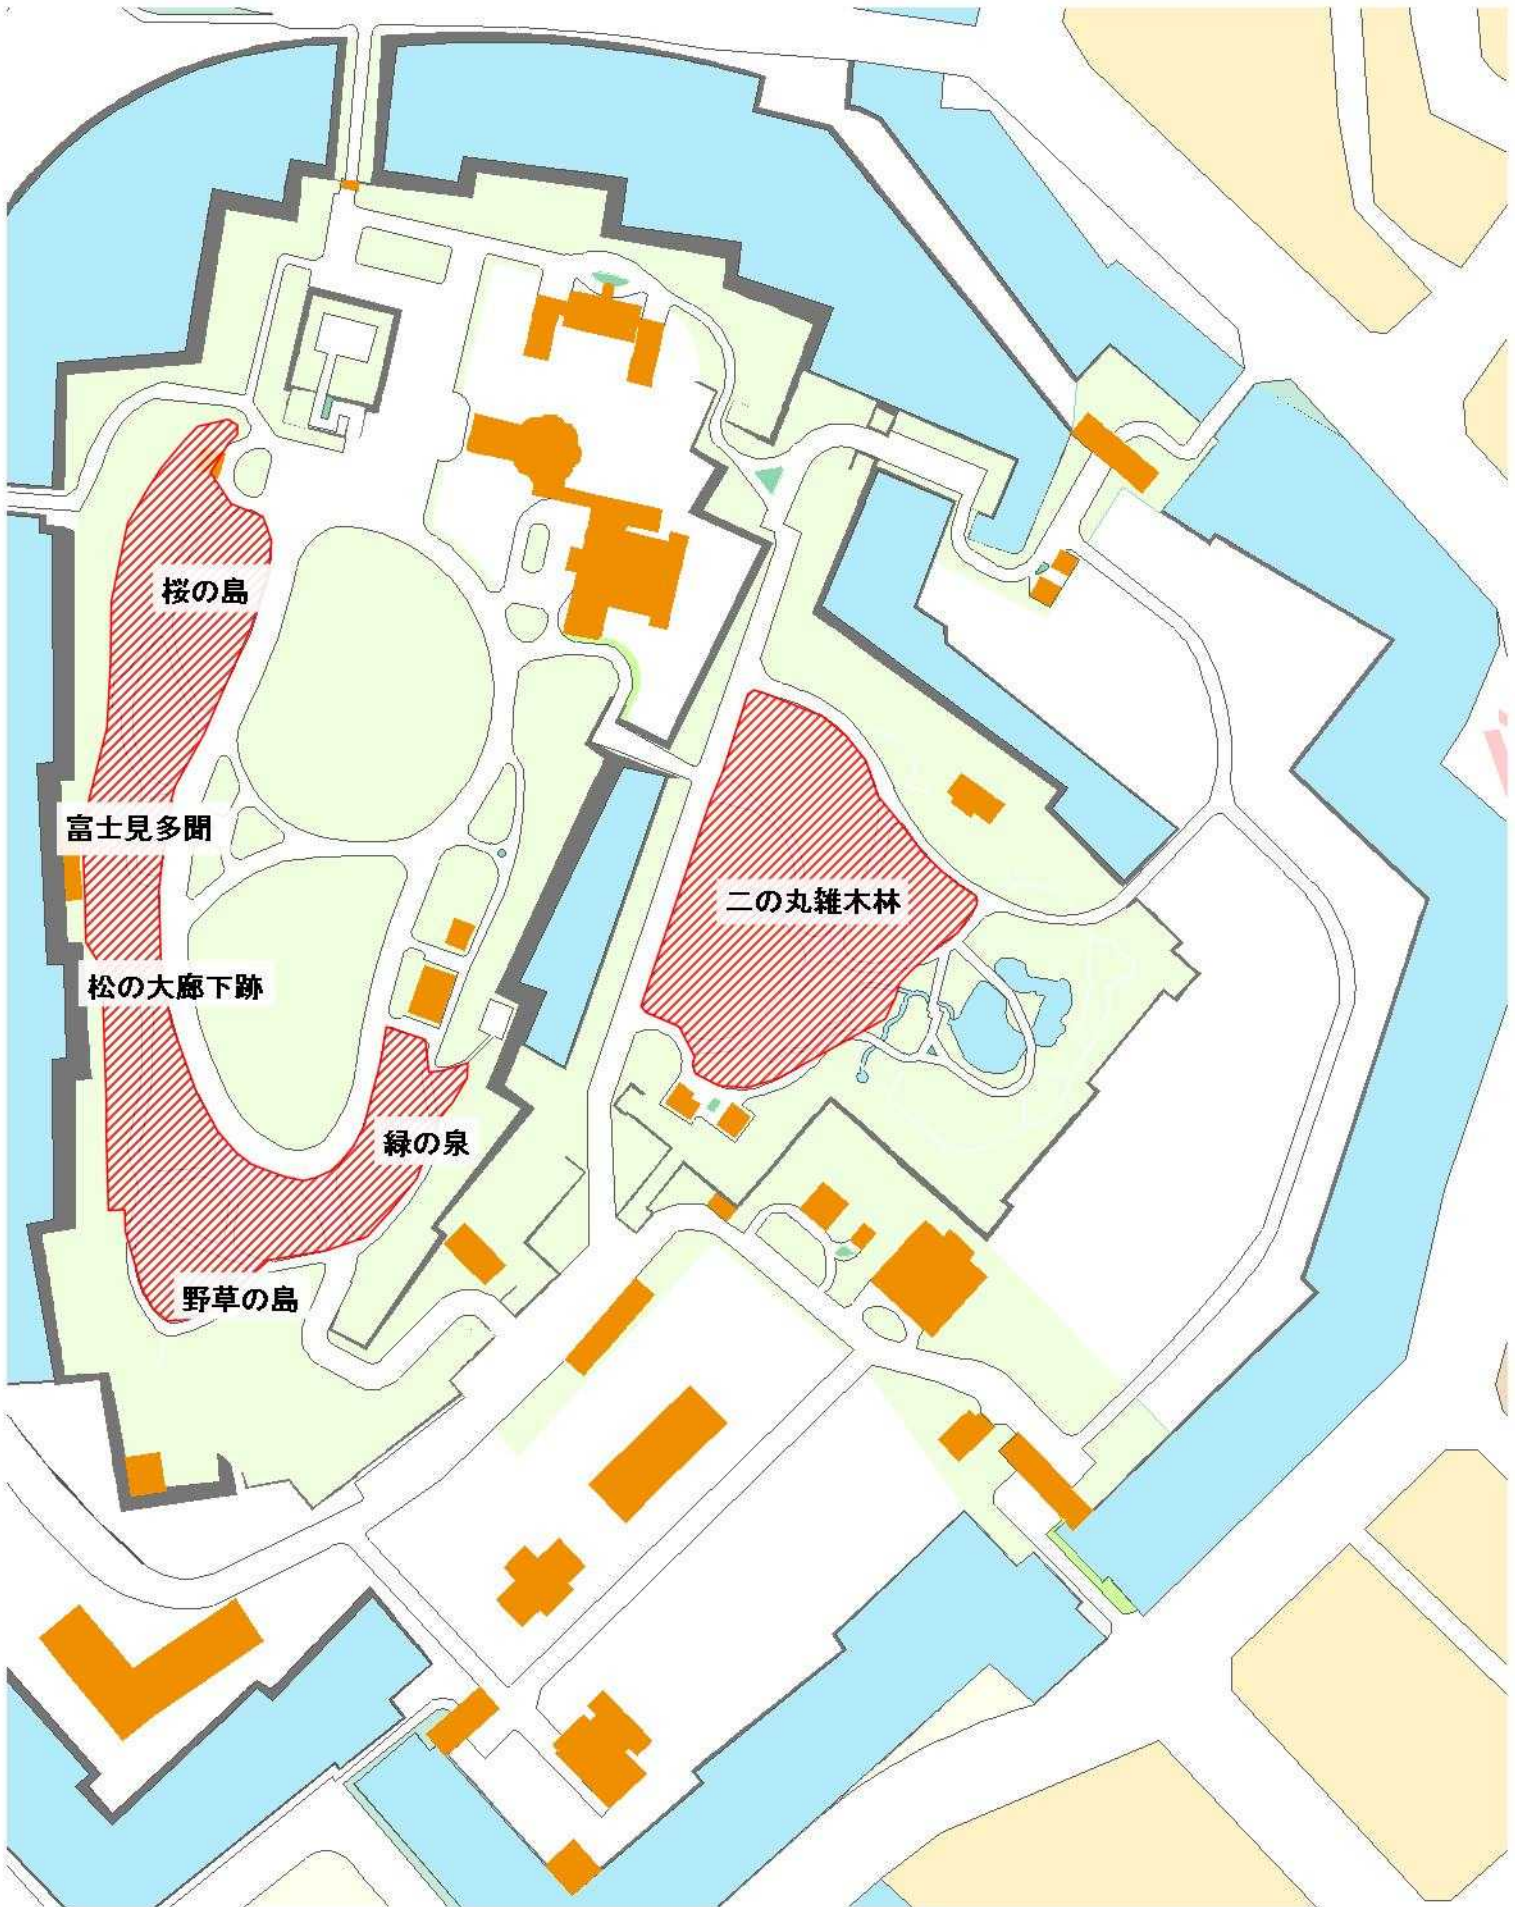 桜の島
富士見多聞
二の丸雑木林
松の大廊下跡
緑の泉
野草の島